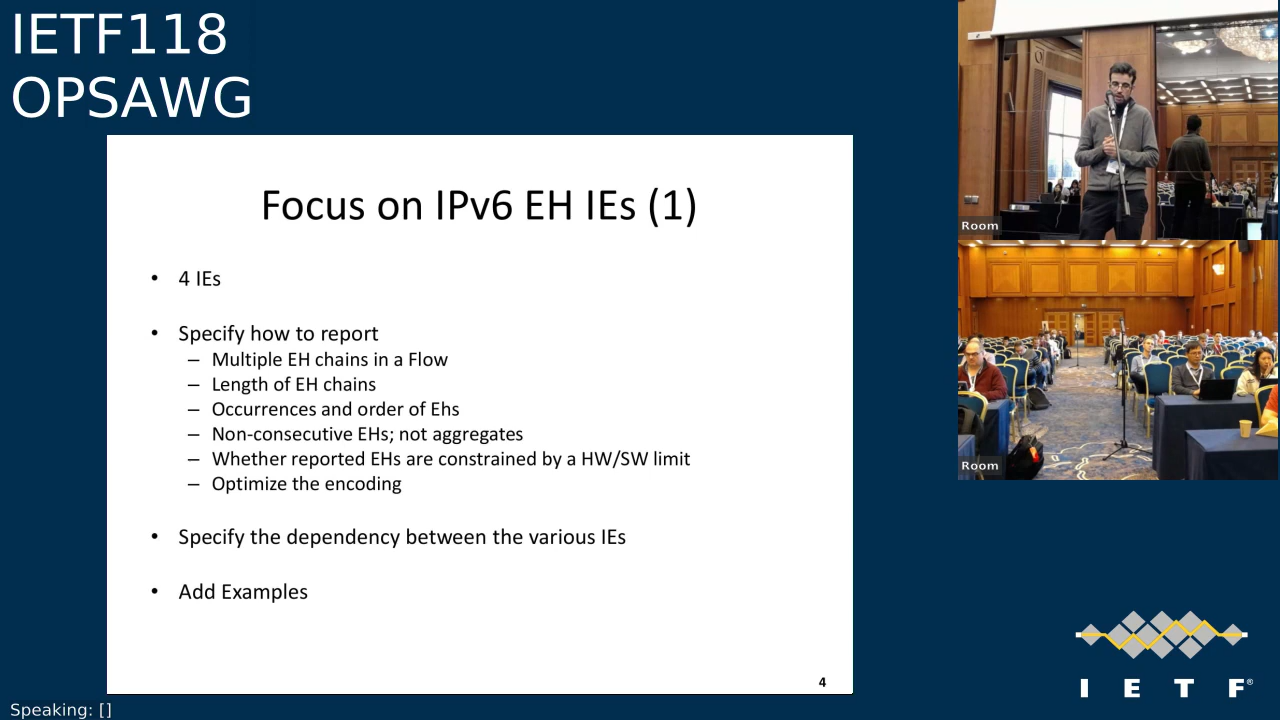 IETF118
OPSAWG
Focus on IPv6 EH IEs (1)
• 4 IEs
• Specify how to report
– Multiple EH chains in a Flow
– Length of EH chains
– Occurrences and order of Ehs
– Non-consecutive EHs; not aggregates
– Whether reported EHs are constrained by a HW/SW limit
– Optimize the encoding
• Specify the dependency between the various IEs
• Add Examples
4
Room
Room
I E T F®
Speaking: []